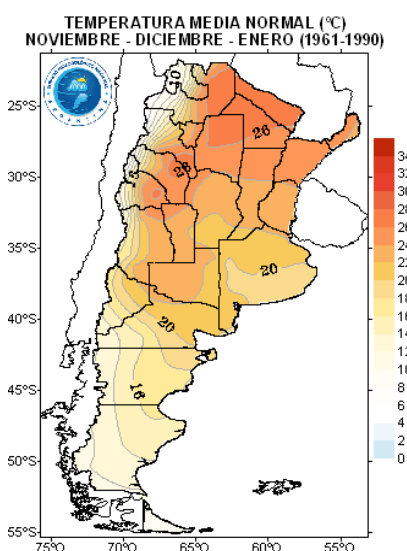 TEMPERATURA MEDIA NORMAL (ºC)
NOVIEMBRE - DICIEMBRE - ENERO (1961-1990)
25°S
30°S
35°S
40°S
45°S
50°S
55°S
75°O
70°O
65°O
60°O
55°O
10
26
26
20
20
16
34
32
30
28
26
24
22
20
18
16
14
12
10
8
6
4
2
0